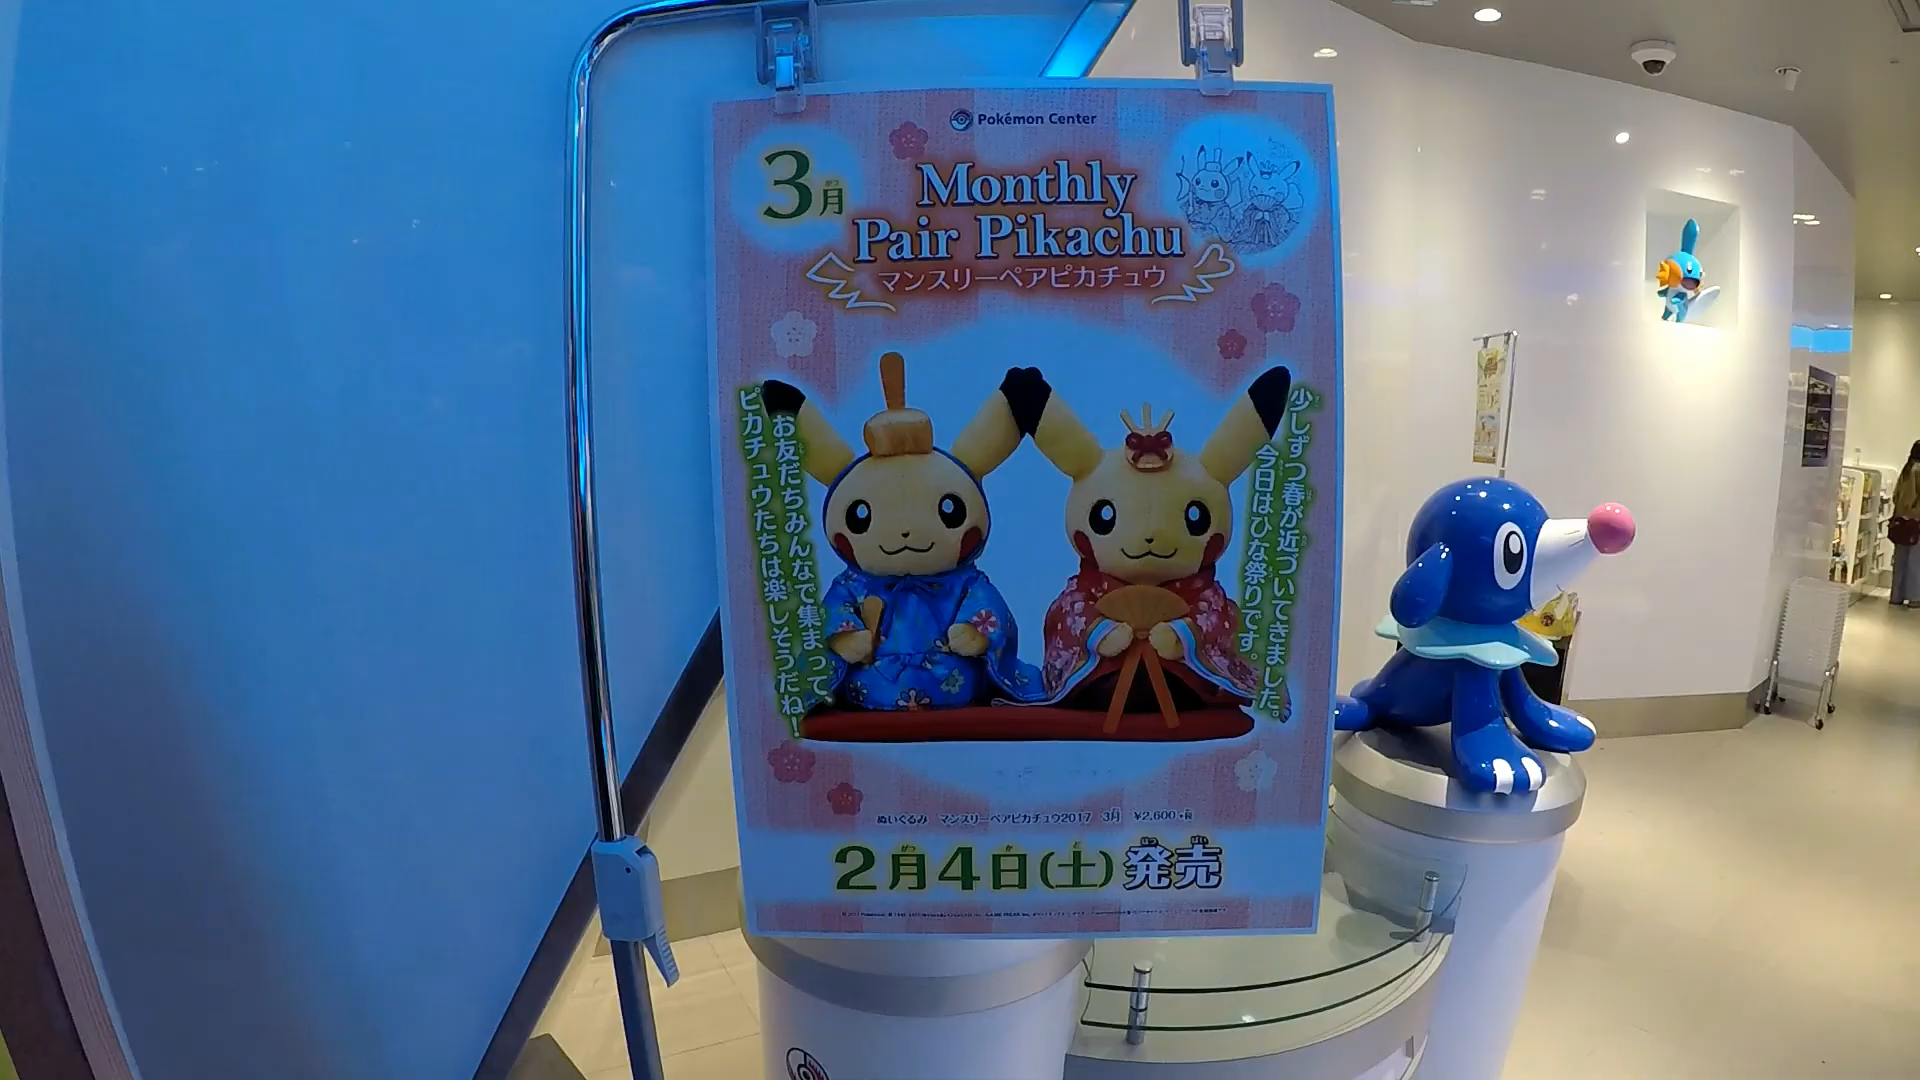 Pokémon Center
3月
Monthly
Pair Pikachu
マンスリーペアピカチュウ
少しずつ春が近づいてきました。
今日はひな祭りです。
お友だちみんなで集まって、
ピカチュウたちは楽しそうだね!
ぬいぐるみ マンスリーペアピカチュウ2017 3月 ¥2,600+税
2月4日(土)発売